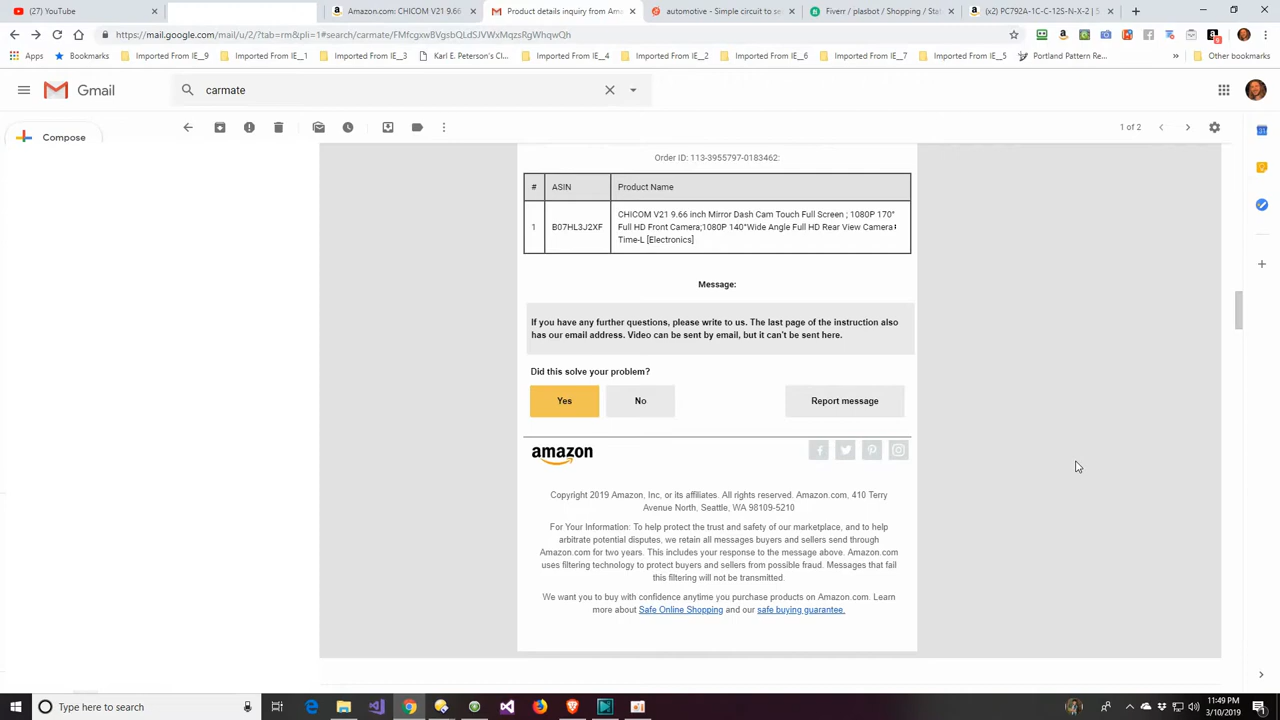 (27) YouTube
Amazon.com: CHICOM V21 9.66
Product details inquiry from Am
automotive - Simple circuit to se
Fiverr / plasbot / Shopping / Sta
(x2) PC792A-1C-C-12S-N-X-2 | 5
https://mail.google.com/mail/u/2/?tab=rm&pli=1#search/carmate/FMfcgxwBVgsbQLdSJVWxMqzsRgWhqwQh
Apps
Bookmarks
Imported From IE__9
Imported From IE__1
Imported From IE__3
Karl E. Peterson's Cl
Imported From IE__2
Imported From IE__6
Imported From IE__7
Imported From IE__5
Portland Pattern Re...
»
Other bookmarks
Gmail
carmate
Compose
1 of 2
Order ID: 113-3955797-0183462:
# ASIN Product Name
1 B07HL3J2XF CHICOM V21 9.66 inch Mirror Dash Cam Touch Full Screen ; 1080P 170°
Full HD Front Camera;1080P 140°Wide Angle Full HD Rear View Camera
Time-L [Electronics]
Message:
If you have any further questions, please write to us. The last page of the instruction also
has our email address. Video can be sent by email, but it can't be sent here.
Did this solve your problem?
Yes
No
Report message
amazon
Copyright 2019 Amazon, Inc, or its affiliates. All rights reserved. Amazon.com, 410 Terry
Avenue North, Seattle, WA 98109-5210
For Your Information: To help protect the trust and safety of our marketplace, and to help
arbitrate potential disputes, we retain all messages buyers and sellers send through
Amazon.com for two years. This includes your response to the message above. Amazon.com
uses filtering technology to protect buyers and sellers from possible fraud. Messages that fail
this filtering will not be transmitted.
We want you to buy with confidence anytime you purchase products on Amazon.com. Learn
more about Safe Online Shopping and our safe buying guarantee.
Type here to search
11:49 PM
3/10/2019